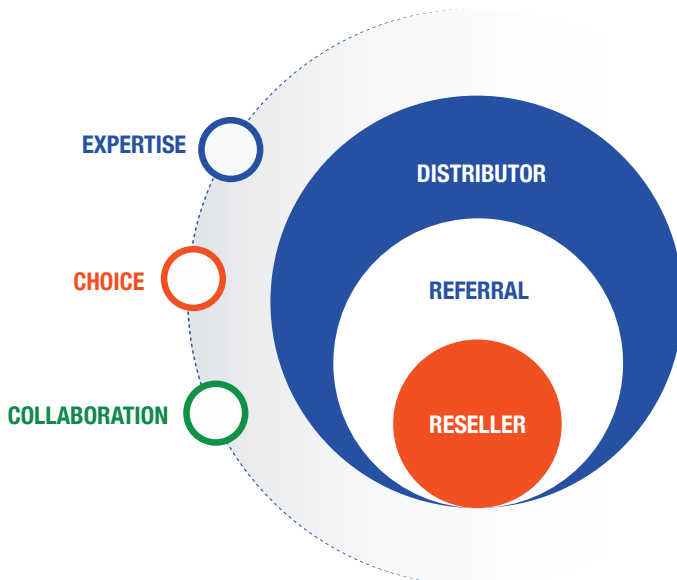 EXPERTISE
DISTRIBUTOR
CHOICE
REFERRAL
COLLABORATION
RESELLER